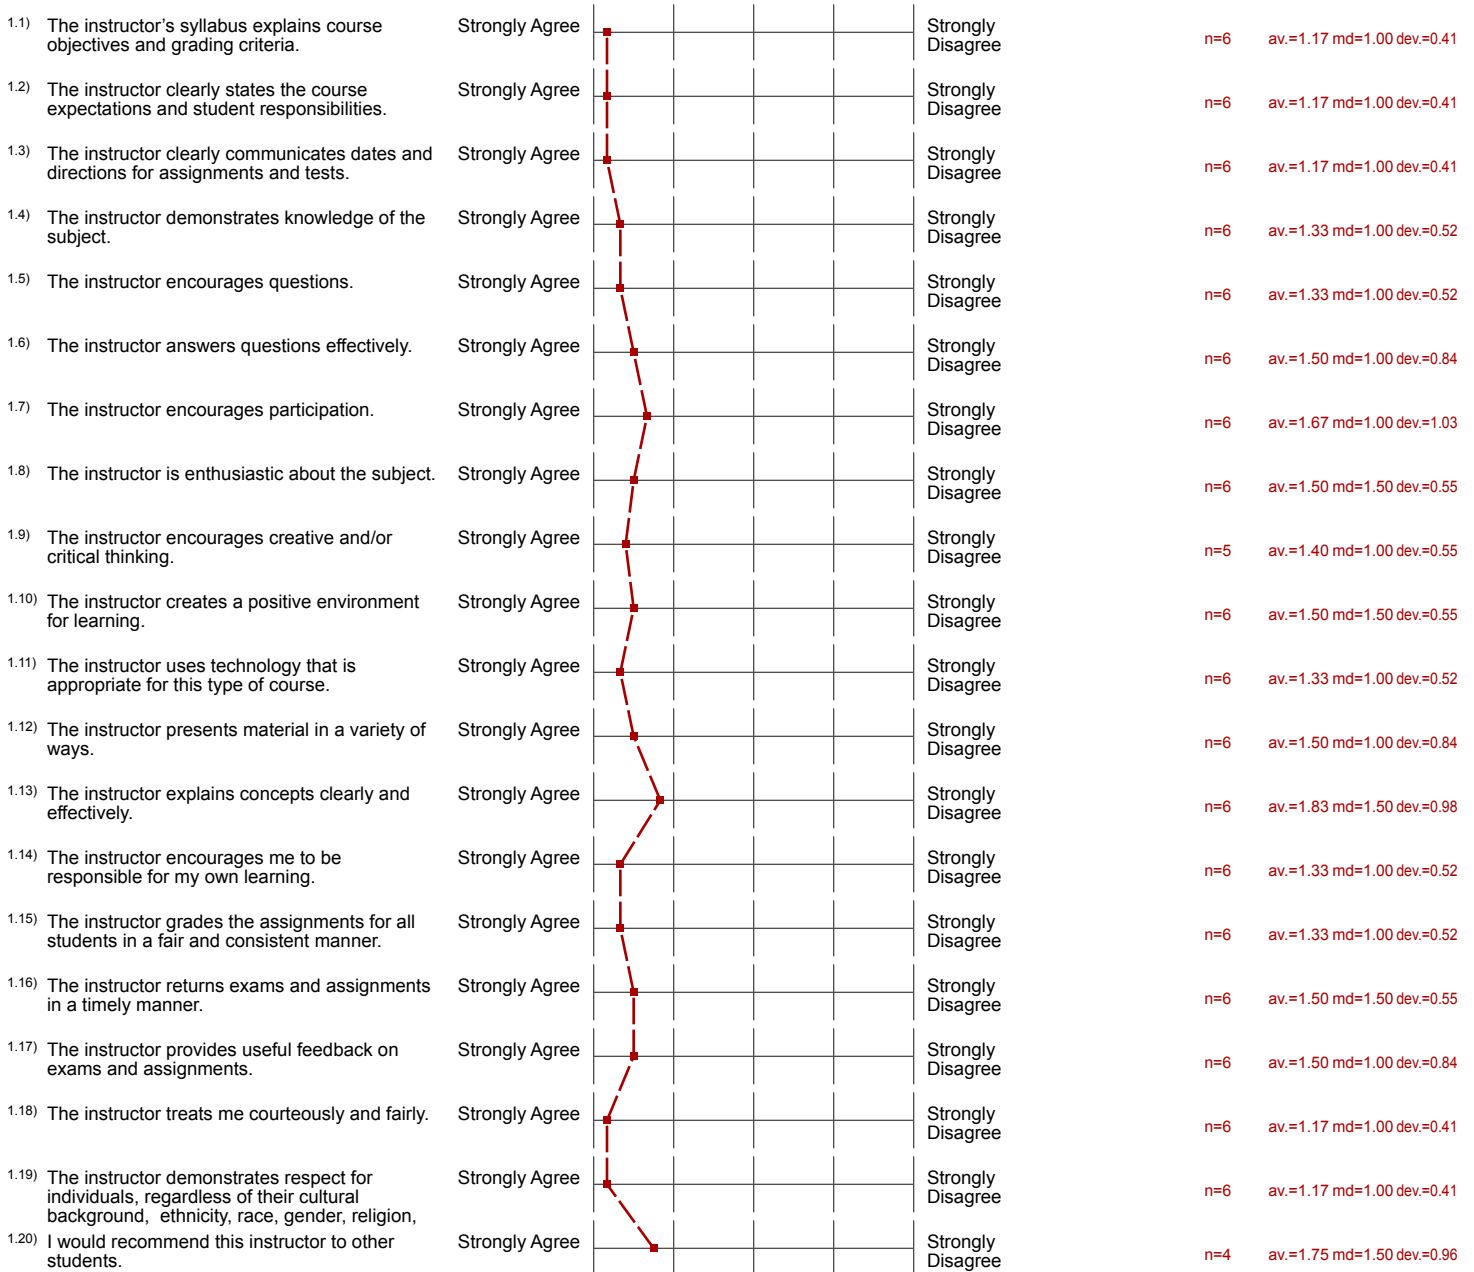 1.1) The instructor's syllabus explains course Strongly Agree Strongly
objectives and grading criteria. Disagree n=6 av.=1.17 md=1.00 dev.=0.41
1.2) The instructor clearly states the course Strongly Agree Strongly
expectations and student responsibilities. Disagree n=6 av.=1.17 md=1.00 dev.=0.41
1.3) The instructor clearly communicates dates and Strongly Agree Strongly
directions for assignments and tests. Disagree n=6 av.=1.17 md=1.00 dev.=0.41
1.4) The instructor demonstrates knowledge of the Strongly Agree Strongly
subject. Disagree n=6 av.=1.33 md=1.00 dev.=0.52
1.5) The instructor encourages questions. Strongly Agree Strongly
Disagree n=6 av.=1.33 md=1.00 dev.=0.52
1.6) The instructor answers questions effectively. Strongly Agree Strongly
Disagree n=6 av.=1.50 md=1.00 dev.=0.84
1.7) The instructor encourages participation. Strongly Agree Strongly
Disagree n=6 av.=1.67 md=1.00 dev.=1.03
1.8) The instructor is enthusiastic about the subject. Strongly Agree Strongly
Disagree n=6 av.=1.50 md=1.50 dev.=0.55
1.9) The instructor encourages creative and/or Strongly Agree Strongly
critical thinking. Disagree n=5 av.=1.40 md=1.00 dev.=0.55
1.10) The instructor creates a positive environment Strongly Agree Strongly
for learning. Disagree n=6 av.=1.50 md=1.50 dev.=0.55
1.11) The instructor uses technology that is Strongly Agree Strongly
appropriate for this type of course. Disagree n=6 av.=1.33 md=1.00 dev.=0.52
1.12) The instructor presents material in a variety of Strongly Agree Strongly
ways. Disagree n=6 av.=1.50 md=1.00 dev.=0.84
1.13) The instructor explains concepts clearly and Strongly Agree Strongly
effectively. Disagree n=6 av.=1.83 md=1.50 dev.=0.98
1.14) The instructor encourages me to be Strongly Agree Strongly
responsible for my own learning. Disagree n=6 av.=1.33 md=1.00 dev.=0.52
1.15) The instructor grades the assignments for all Strongly Agree Strongly
students in a fair and consistent manner. Disagree n=6 av.=1.33 md=1.00 dev.=0.52
1.16) The instructor returns exams and assignments Strongly Agree Strongly
in a timely manner. Disagree n=6 av.=1.50 md=1.50 dev.=0.55
1.17) The instructor provides useful feedback on Strongly Agree Strongly
exams and assignments. Disagree n=6 av.=1.50 md=1.00 dev.=0.84
1.18) The instructor treats me courteously and fairly. Strongly Agree Strongly
Disagree n=6 av.=1.17 md=1.00 dev.=0.41
1.19) The instructor demonstrates respect for Strongly Agree Strongly
individuals, regardless of their cultural Disagree n=6 av.=1.17 md=1.00 dev.=0.41
background, ethnicity, race, gender, religion,
1.20) I would recommend this instructor to other Strongly Agree Strongly
students. Disagree n=4 av.=1.75 md=1.50 dev.=0.96